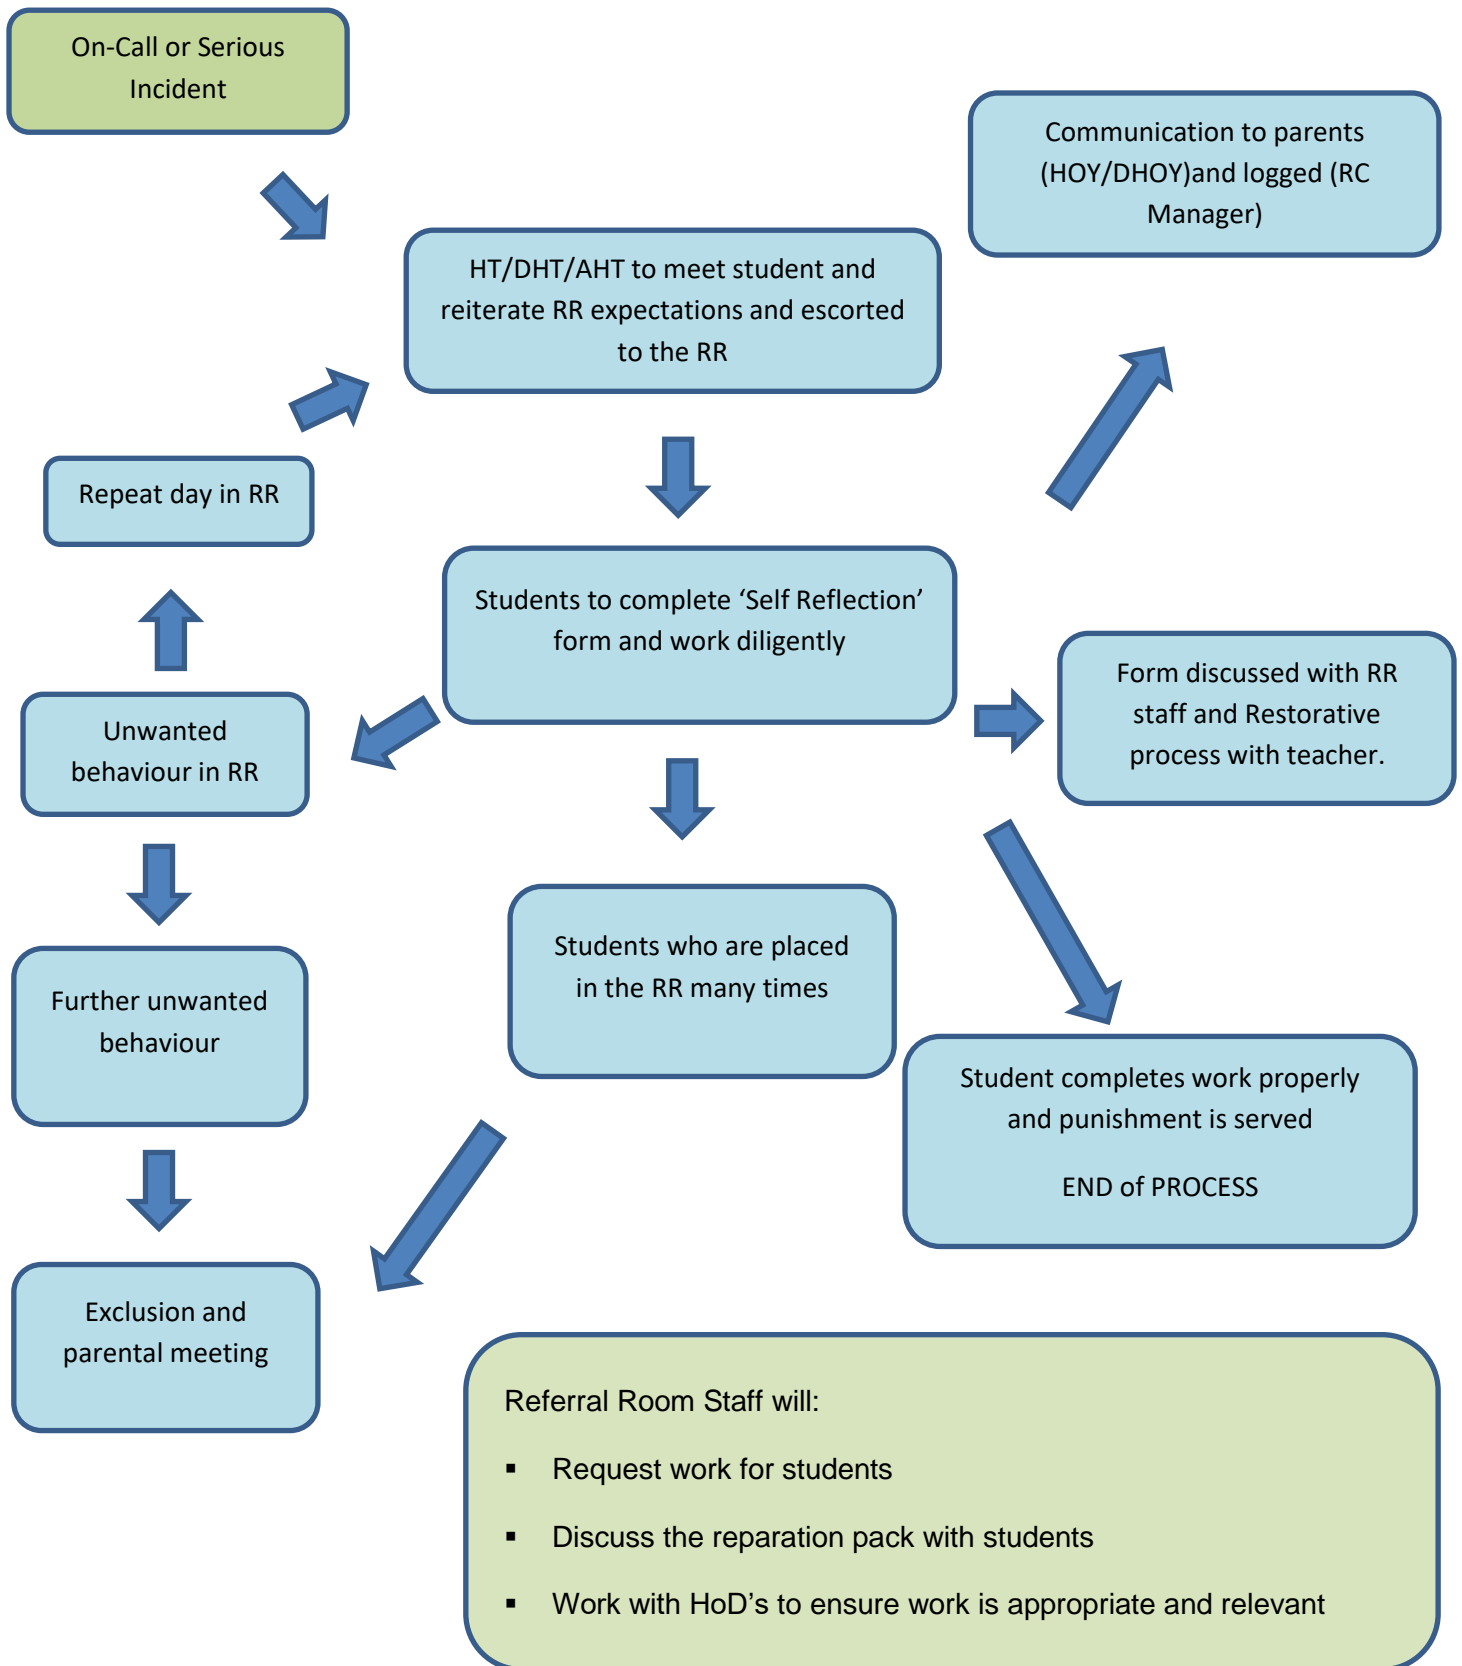 On-Call or Serious
Incident
Communication to parents
(HOY/DHOY)and logged (RC
Manager)
HT/DHT/AHT to meet student and
reiterate RR expectations and escorted
to the RR
Repeat day in RR
Students to complete ‘Self Reflection’
form and work diligently
Form discussed with RR
staff and Restorative
process with teacher.
Unwanted
behaviour in RR
Students who are placed
in the RR many times
Further unwanted
behaviour
Student completes work properly
and punishment is served
END of PROCESS
Exclusion and
parental meeting
Referral Room Staff will:
▪ Request work for students
▪ Discuss the reparation pack with students
▪ Work with HoD's to ensure work is appropriate and relevant